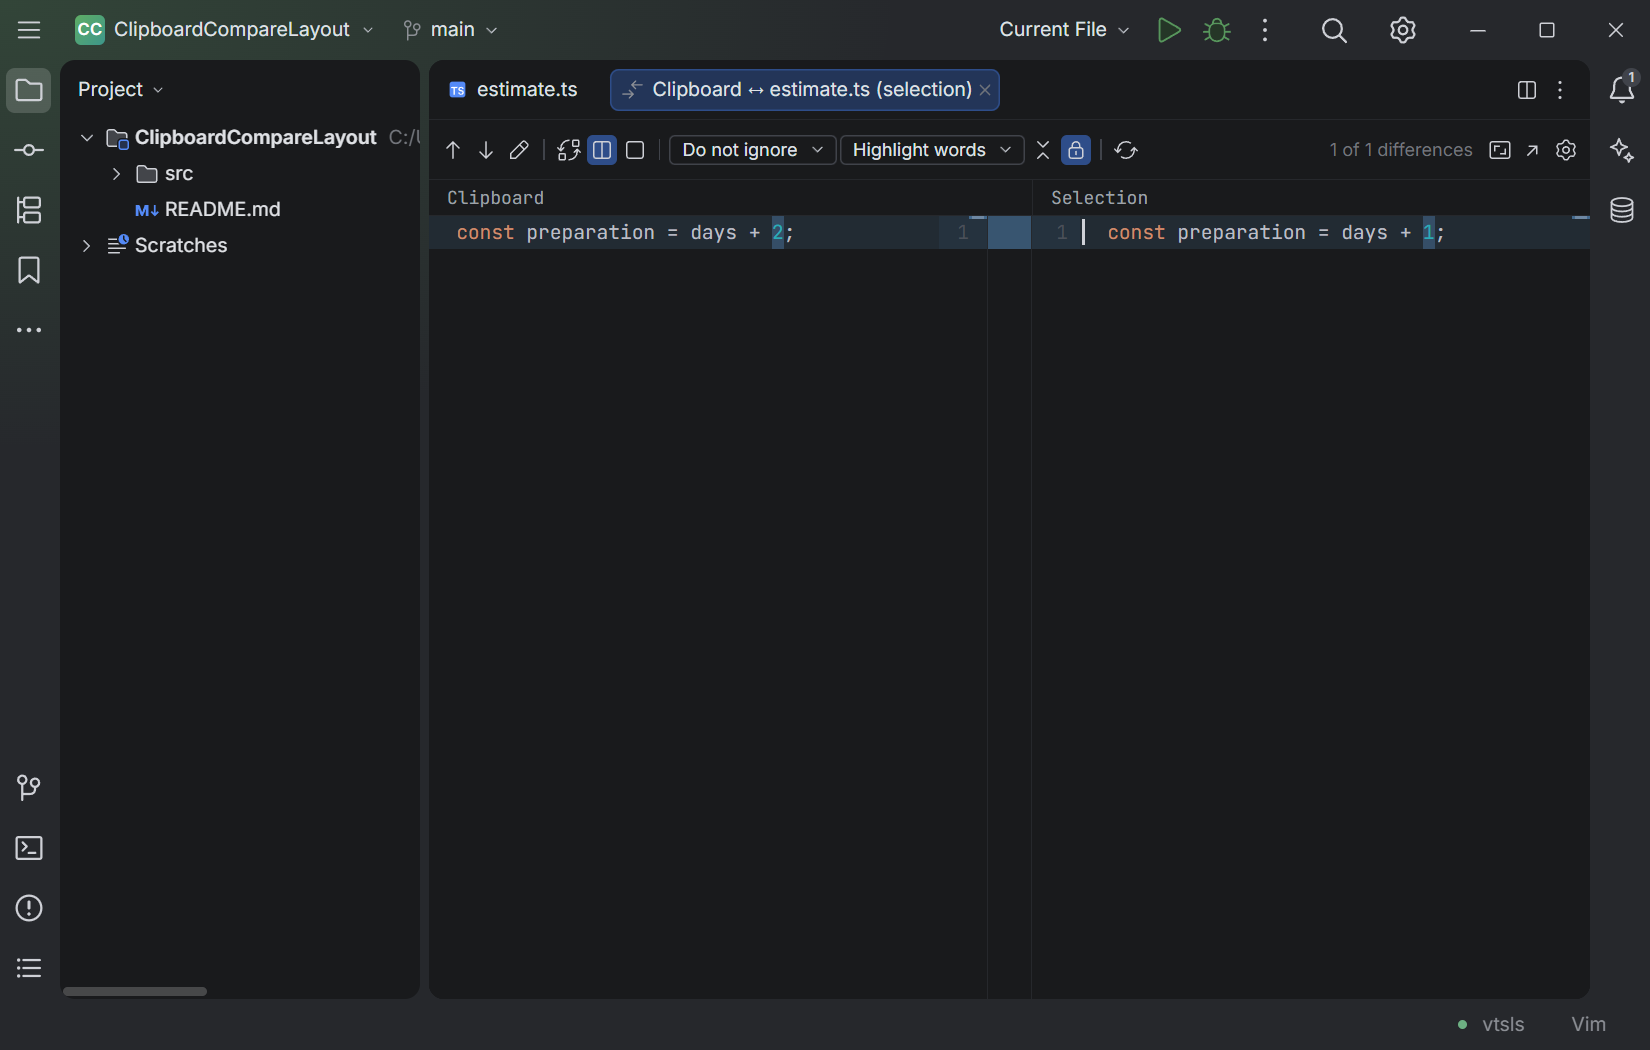 CC ClipboardCompareLayout main Current File
Project
ClipboardCompareLayout C:/
src
M↓ README.md
Scratches
TS estimate.ts Clipboard ↔ estimate.ts (selection)
Do not ignore Highlight words 1 of 1 differences
Clipboard Selection
const preparation = days + 2; 1 1 const preparation = days + 1;
1
vtsls Vim